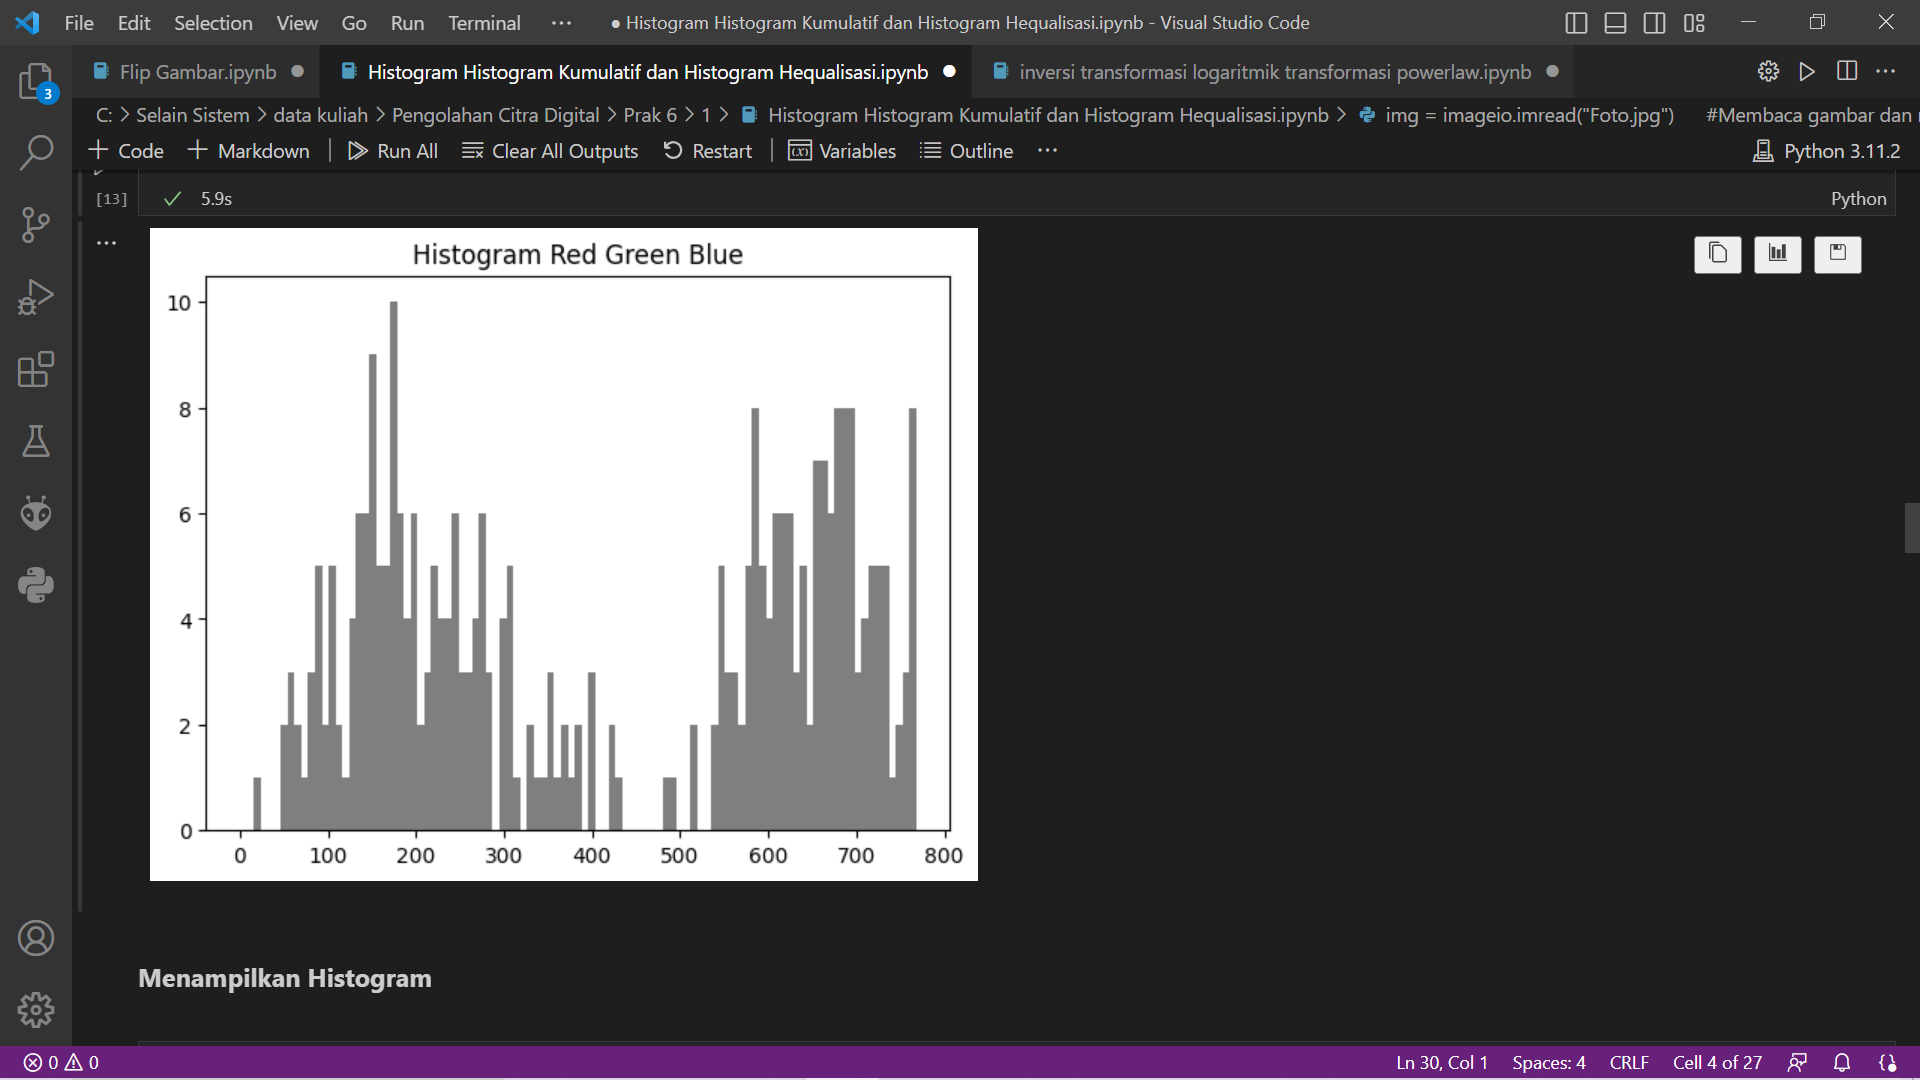 File Edit Selection View Go Run Terminal ··· ● Histogram Histogram Kumulatif dan Histogram Hequalisasi.ipynb - Visual Studio Code
Flip Gambar.ipynb Histogram Histogram Kumulatif dan Histogram Hequalisasi.ipynb inversi transformasi logaritmik transformasi powerlaw.ipynb
C: > Selain Sistem > data kuliah > Pengolahan Citra Digital > Prak 6 > 1 > Histogram Histogram Kumulatif dan Histogram Hequalisasi.ipynb > img = imageio.imread("Foto.jpg") #Membaca gambar dan
+ Code + Markdown | Run All Clear All Outputs Restart | Variables Outline ··· Python 3.11.2
3
[13] 5.9s Python
Histogram Red Green Blue
10
8
6
4
2
0
0 100 200 300 400 500 600 700 800
Menampilkan Histogram
0 0 Ln 30, Col 1 Spaces: 4 CRLF Cell 4 of 27